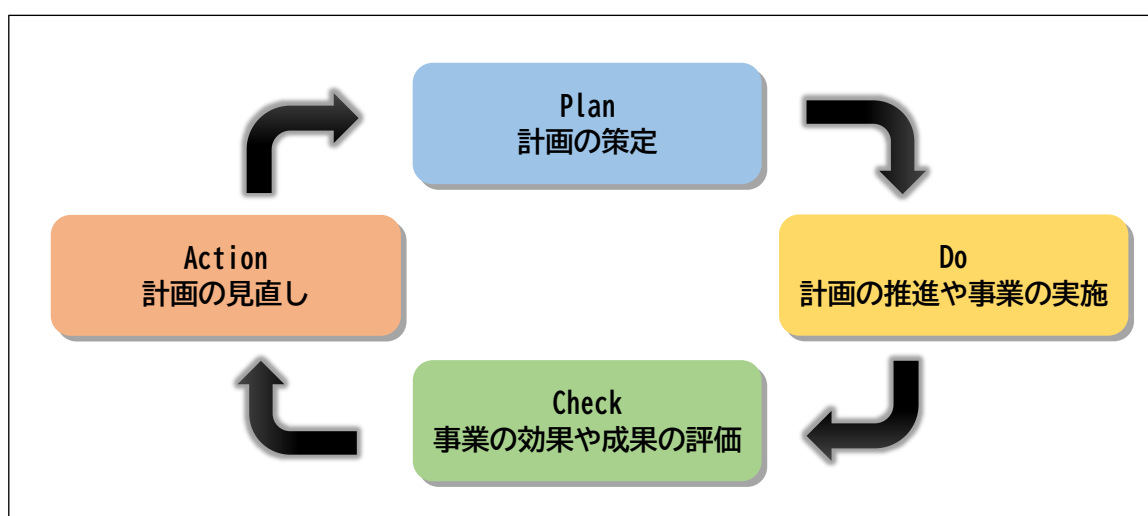 Plan
計画の策定
Action
計画の見直し
Do
計画の推進や事業の実施
Check
事業の効果や成果の評価